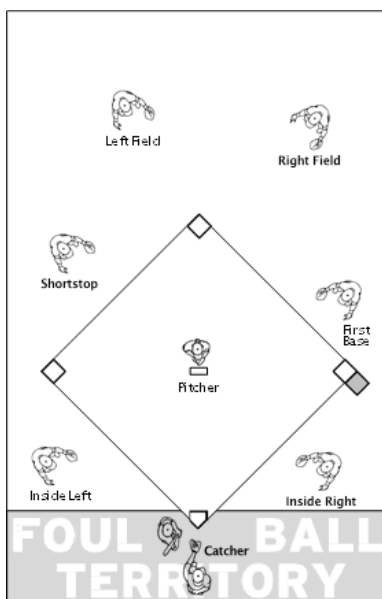 Left Field
Right Field
Shortstop
First
Base
Pitcher
Inside Left
Inside Right
FOUL BALL
Catcher
TERRITORY